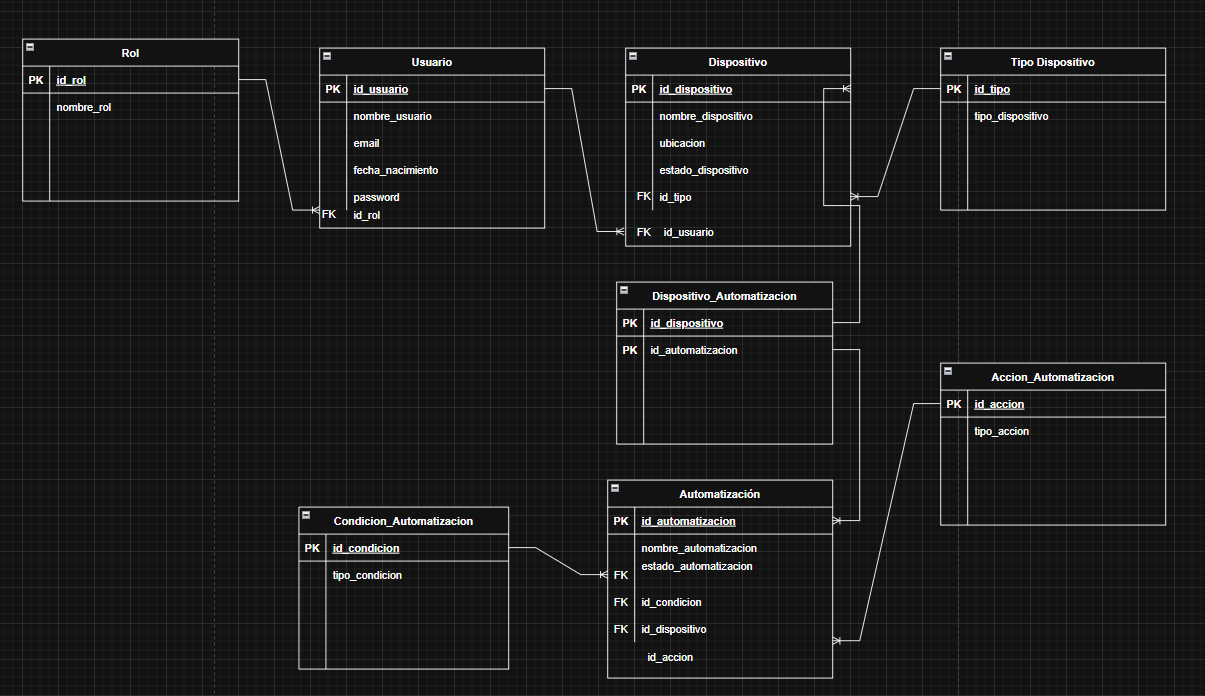 Rol
PK id_rol
nombre_rol
Usuario
PK id_usuario
nombre_usuario
email
fecha_nacimiento
password
FK id_rol
Dispositivo
PK id_dispositivo
nombre_dispositivo
ubicacion
estado_dispositivo
FK id_tipo
FK id_usuario
Tipo Dispositivo
PK id_tipo
tipo_dispositivo
Dispositivo_Automatizacion
PK id_dispositivo
PK id_automatizacion
Accion_Automatizacion
PK id_accion
tipo_accion
Condicion_Automatizacion
PK id_condicion
tipo_condicion
Automatización
PK id_automatizacion
nombre_automatizacion
estado_automatizacion
FK
FK id_condicion
FK id_dispositivo
id_accion